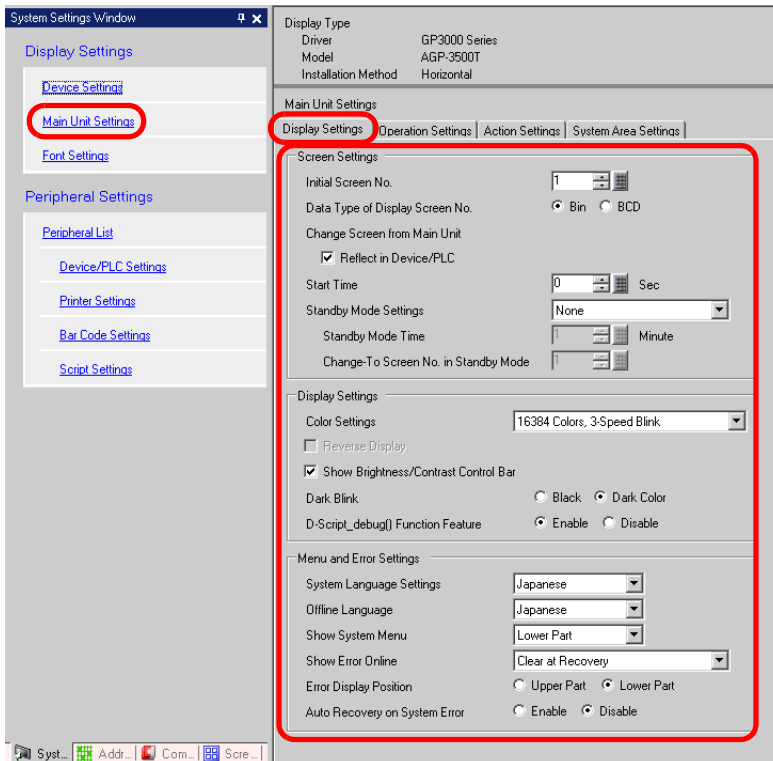 System Settings Window
Display Settings
Device Settings
Main Unit Settings
Font Settings
Peripheral Settings
Peripheral List
Device/PLC Settings
Printer Settings
Bar Code Settings
Script Settings
Syst...
Addr...
Com...
Scre...
Display Type
Driver GP3000 Series
Model AGP-3500T
Installation Method Horizontal
Main Unit Settings
Display Settings Operation Settings Action Settings System Area Settings
Screen Settings
Initial Screen No. 1
Data Type of Display Screen No. Bin BCD
Change Screen from Main Unit
Reflect in Device/PLC
Start Time 0 Sec
Standby Mode Settings None
Standby Mode Time 1 Minute
Change-To Screen No. in Standby Mode 1
Display Settings
Color Settings 16384 Colors, 3-Speed Blink
Reverse Display
Show Brightness/Contrast Control Bar
Dark Blink Black Dark Color
D-Script_debug() Function Feature Enable Disable
Menu and Error Settings
System Language Settings Japanese
Offline Language Japanese
Show System Menu Lower Part
Show Error Online Clear at Recovery
Error Display Position Upper Part Lower Part
Auto Recovery on System Error Enable Disable